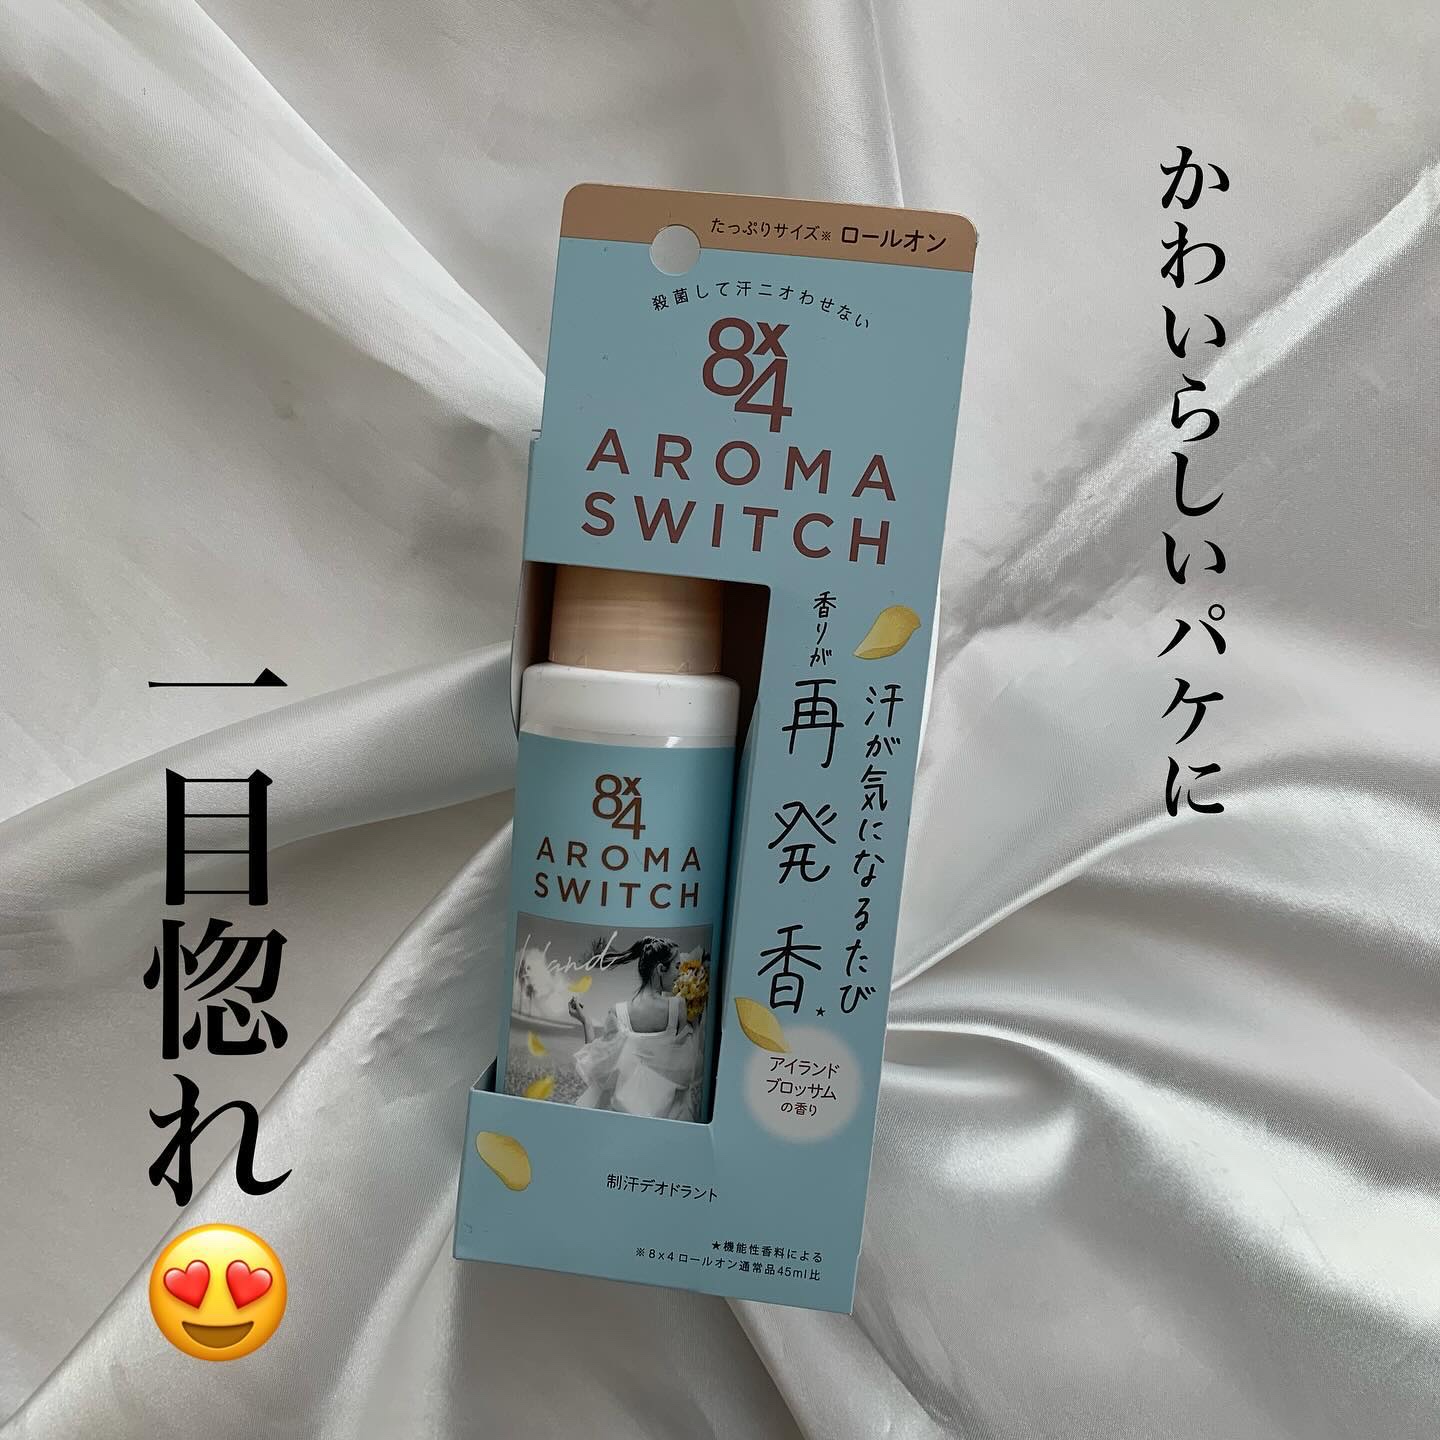 かわいらしいパケに
一目惚れ😍
たっぷりサイズ※ ロールオン
殺菌して汗ニオわせない
8x4
AROMA
SWITCH
汗が気になるたび
香りが
再発香★
アイランド
ブロッサム
の香り
8x4
AROMA
SWITCH
Island
制汗デオドラント
★機能性香料による
※8x4ロールオン通常品45ml比